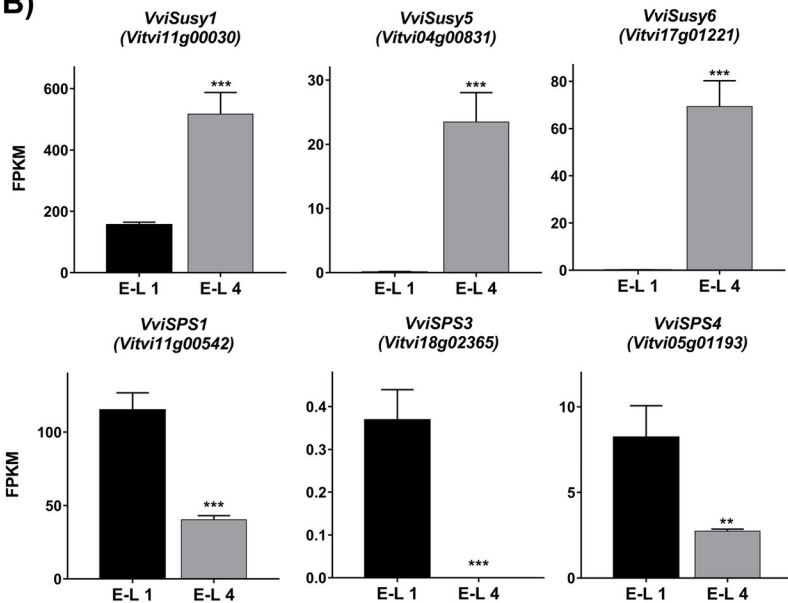 B)
VviSusy1
(Vitvi11g00030)
VviSusy5
(Vitvi04g00831)
VviSusy6
(Vitvi17g01221)
FPKM
600
400
200
0
***
E-L 1 E-L 4
30
20
10
0
***
E-L 1 E-L 4
80
60
40
20
0
***
E-L 1 E-L 4
VviSPS1
(Vitvi11g00542)
VviSPS3
(Vitvi18g02365)
VviSPS4
(Vitvi05g01193)
FPKM
100
50
0
***
E-L 1 E-L 4
0.4
0.3
0.2
0.1
0.0
***
E-L 1 E-L 4
10
5
0
**
E-L 1 E-L 4